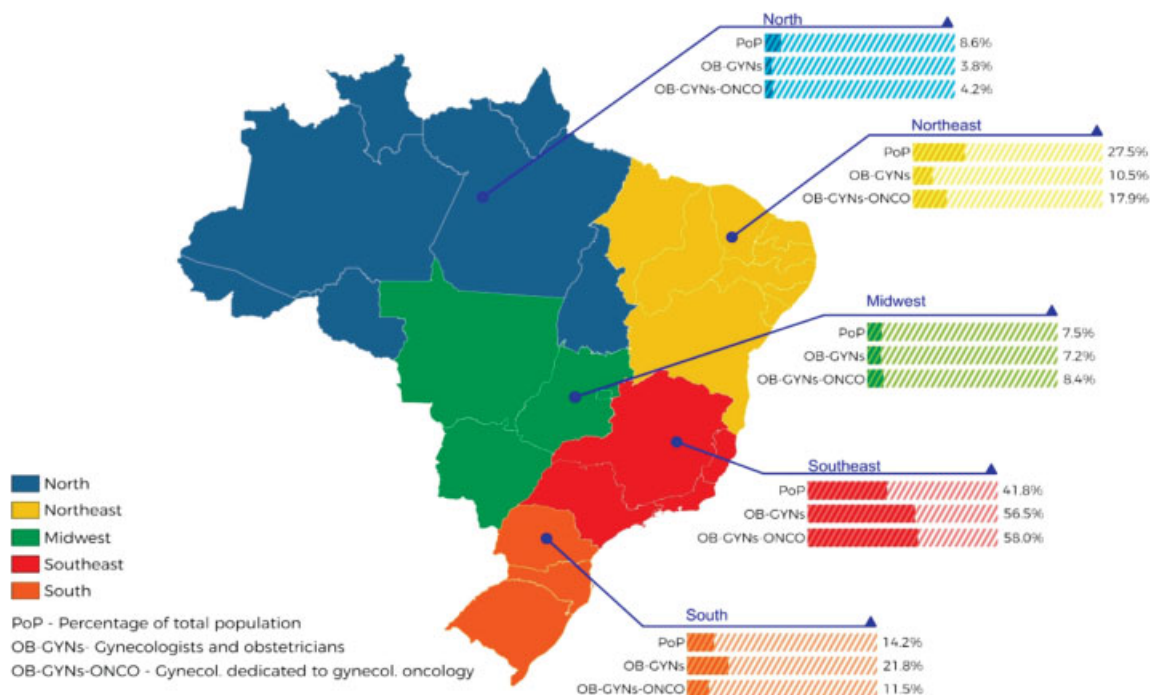 North
PoP 8.6%
OB-GYNs 3.8%
OB-GYNs-ONCO 4.2%
Northeast
PoP 27.5%
OB-GYNs 10.5%
OB-GYNs-ONCO 17.9%
Midwest
PoP 7.5%
OB-GYNs 7.2%
OB-GYNs-ONCO 8.4%
Southeast
PoP 41.8%
OB-GYNs 56.5%
OB-GYNs-ONCO 58.0%
South
PoP 14.2%
OB-GYNs 21.8%
OB-GYNs-ONCO 11.5%
North
Northeast
Midwest
Southeast
South
PoP - Percentage of total population
OB-GYNs- Gynecologists and obstetricians
OB-GYNs-ONCO - Gynecol. dedicated to gynecol. oncology